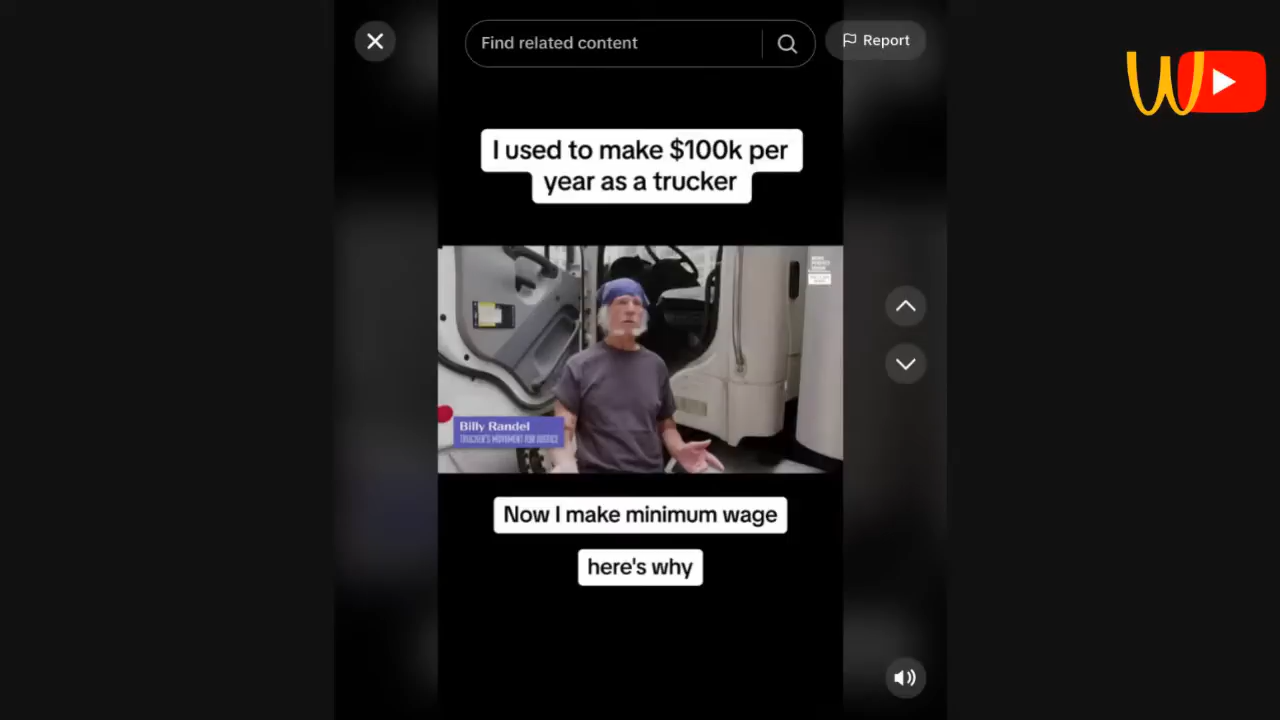 Find related content
Report
I used to make $100k per
year as a trucker
Billy Randel
TRUCKER'S MOVEMENT FOR JUSTICE
Now I make minimum wage
here's why